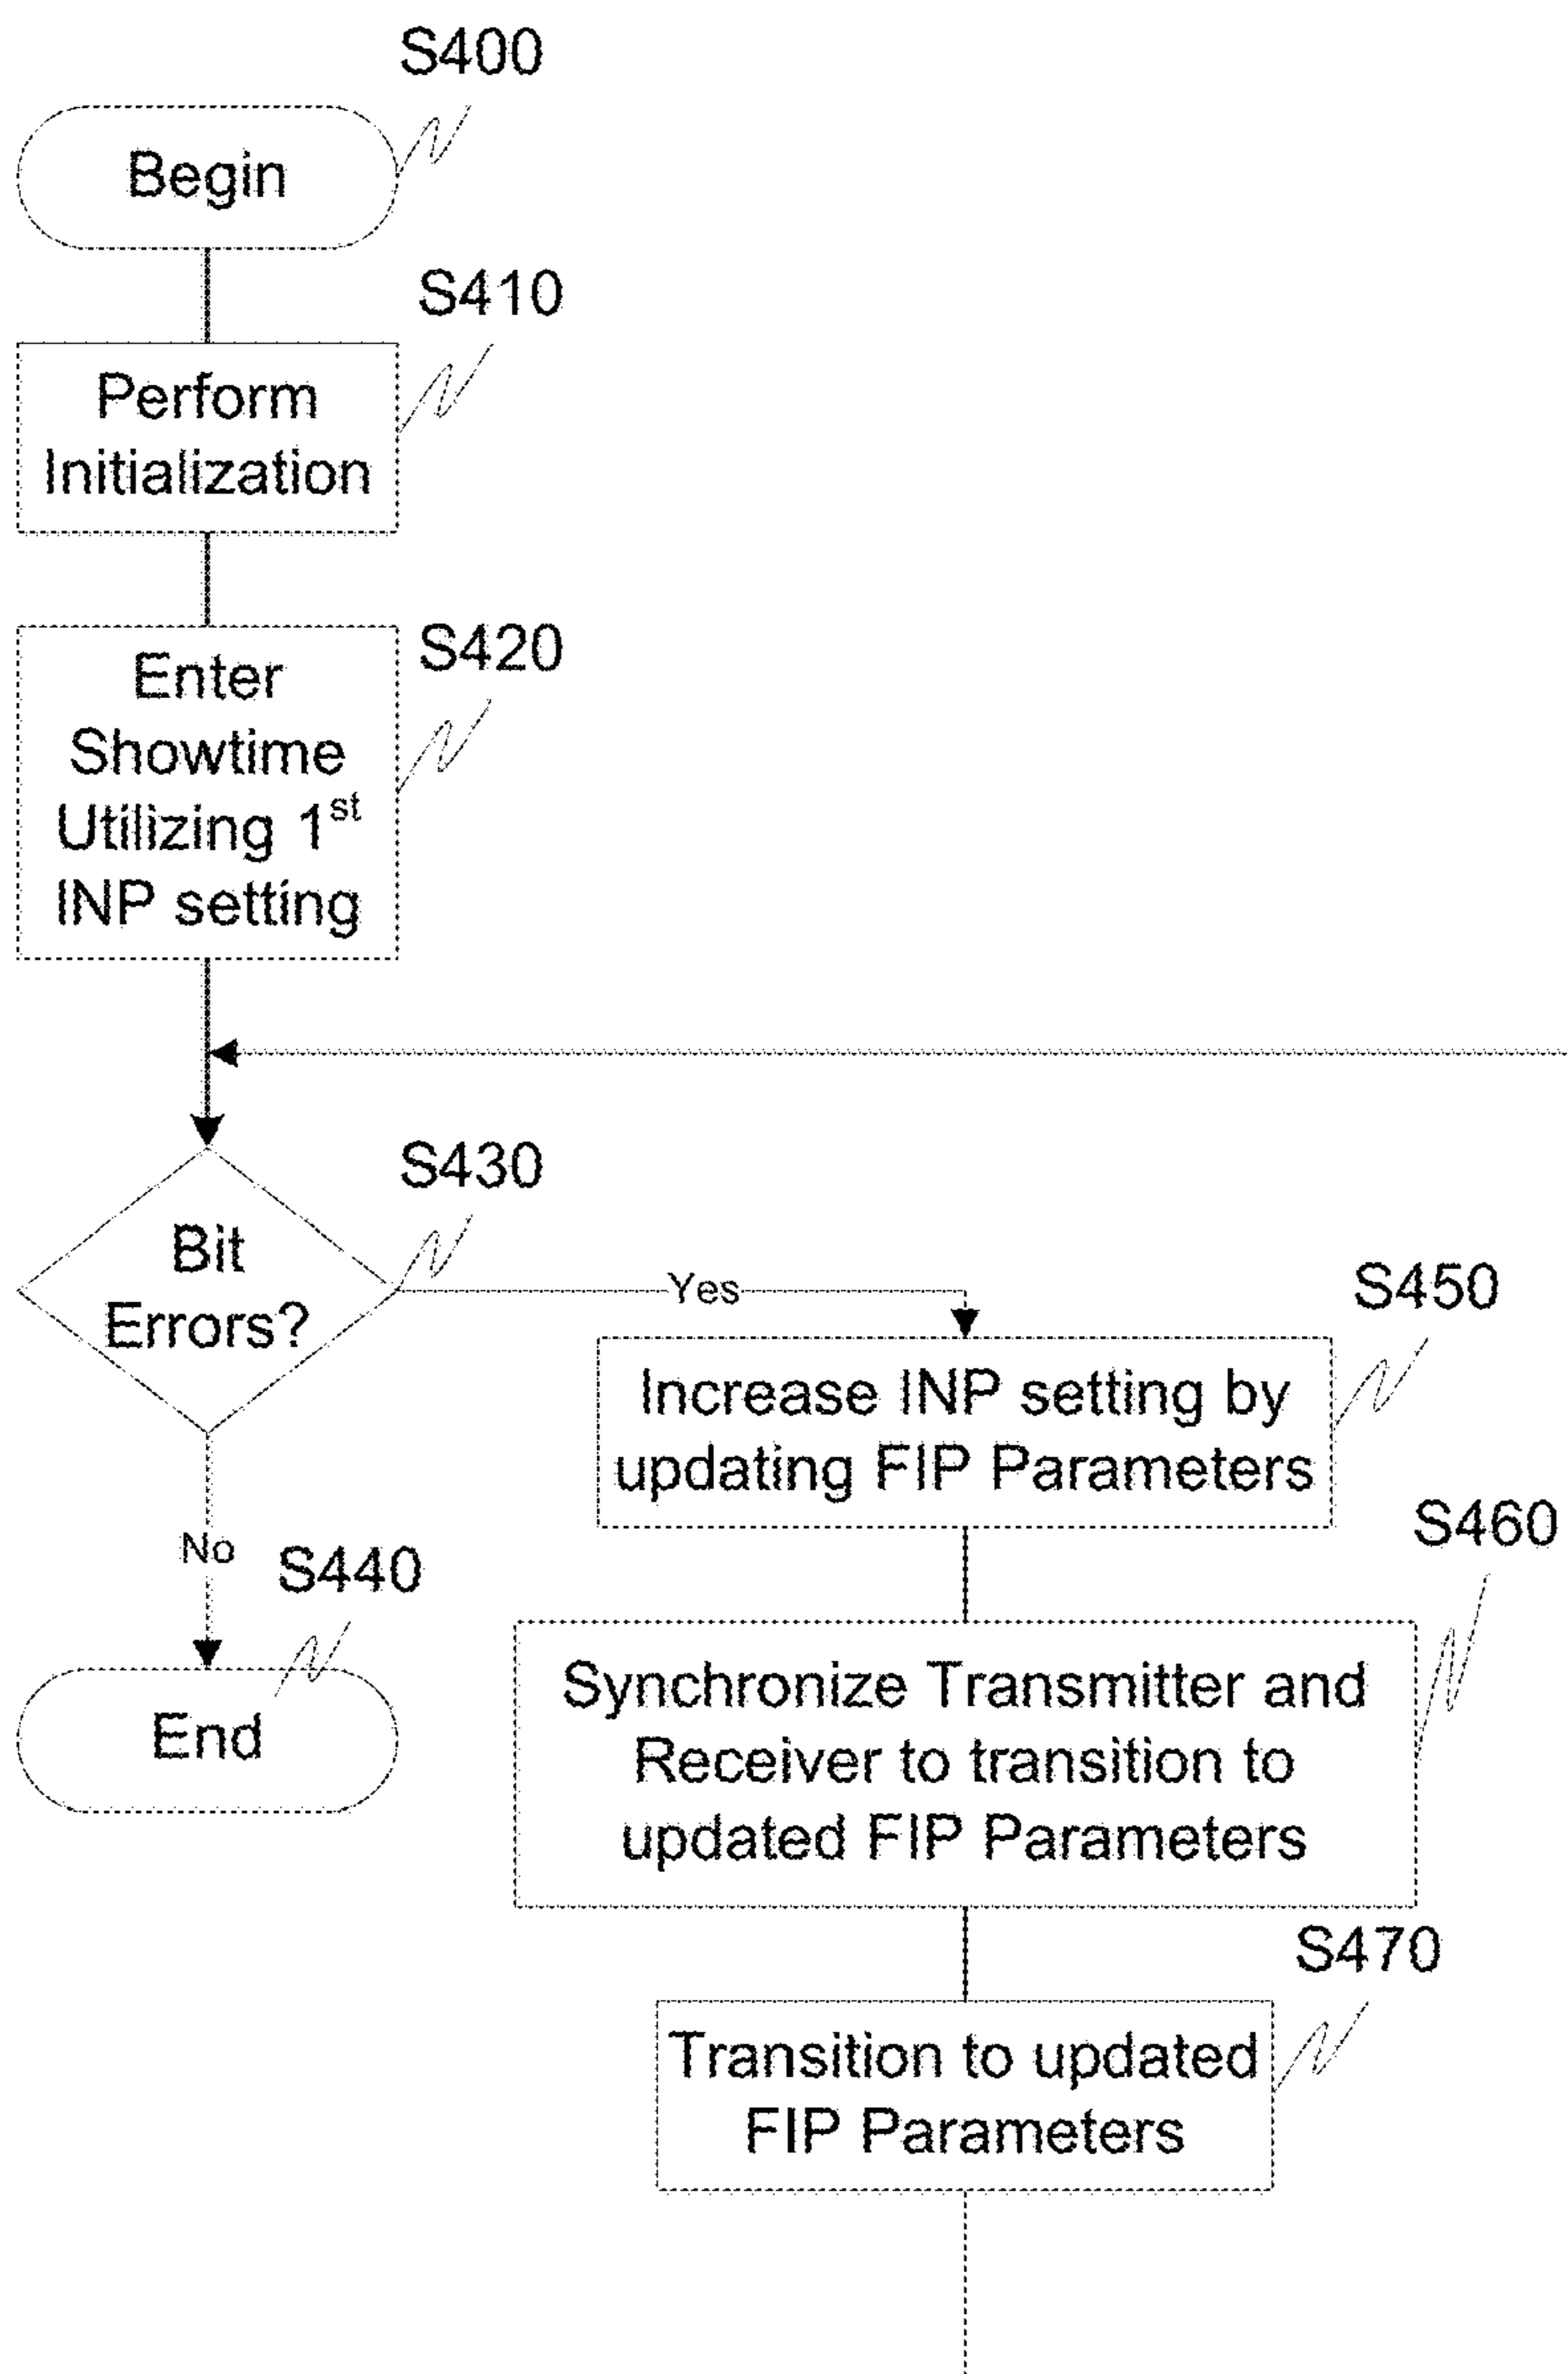 S400
Begin
S410
Perform
Initialization
S420
Enter
Showtime
Utilizing 1st
INP setting
S430
Bit
Errors?
Yes
No
S440
End
S450
Increase INP setting by
updating FIP Parameters
S460
Synchronize Transmitter and
Receiver to transition to
updated FIP Parameters
S470
Transition to updated
FIP Parameters